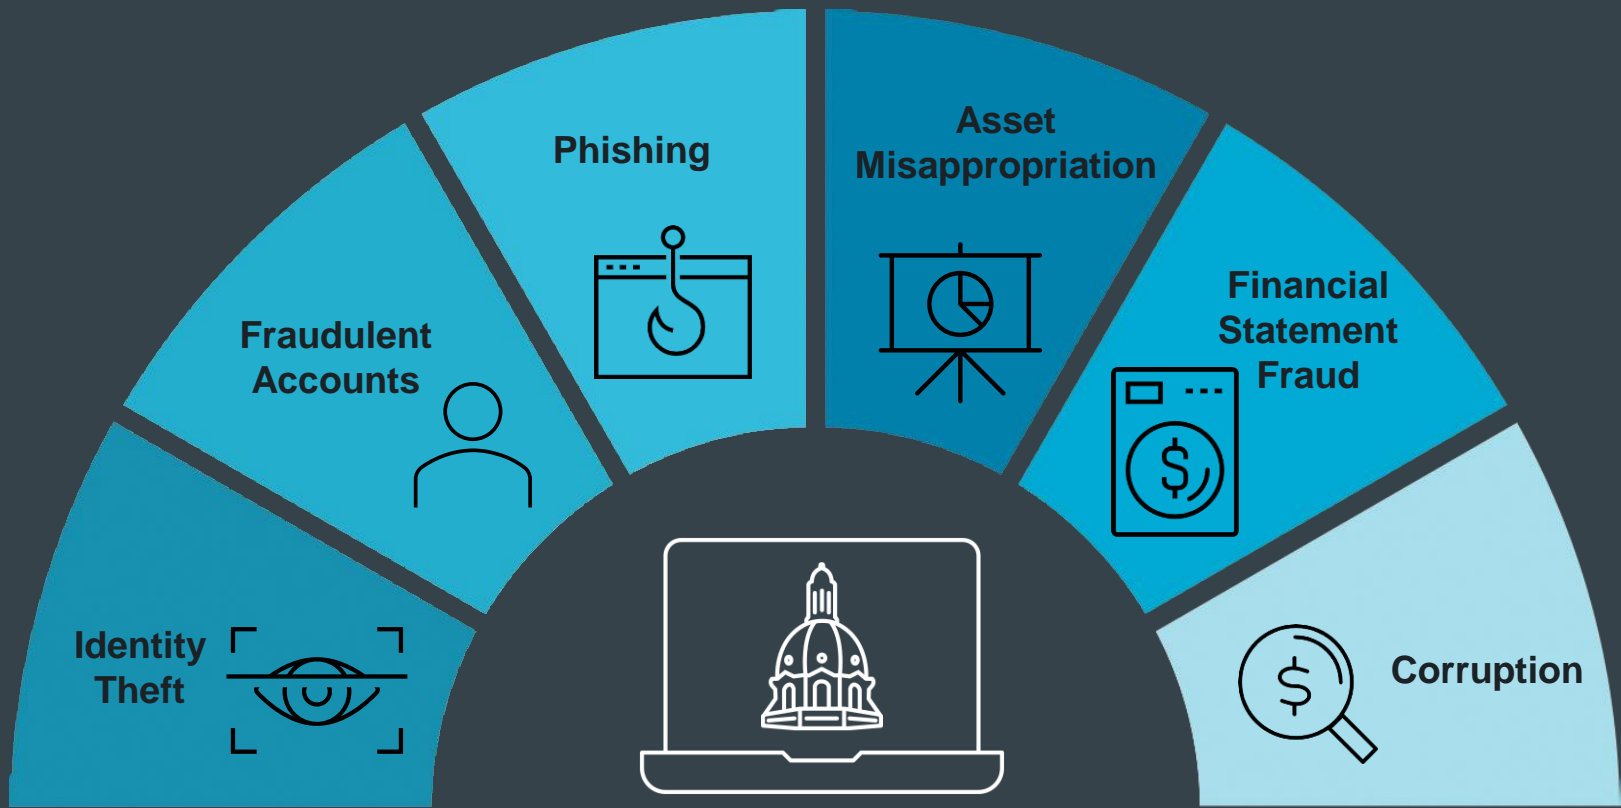 Identity
Theft
Fraudulent
Accounts
Phishing
Asset
Misappropriation
Financial
Statement
Fraud
Corruption